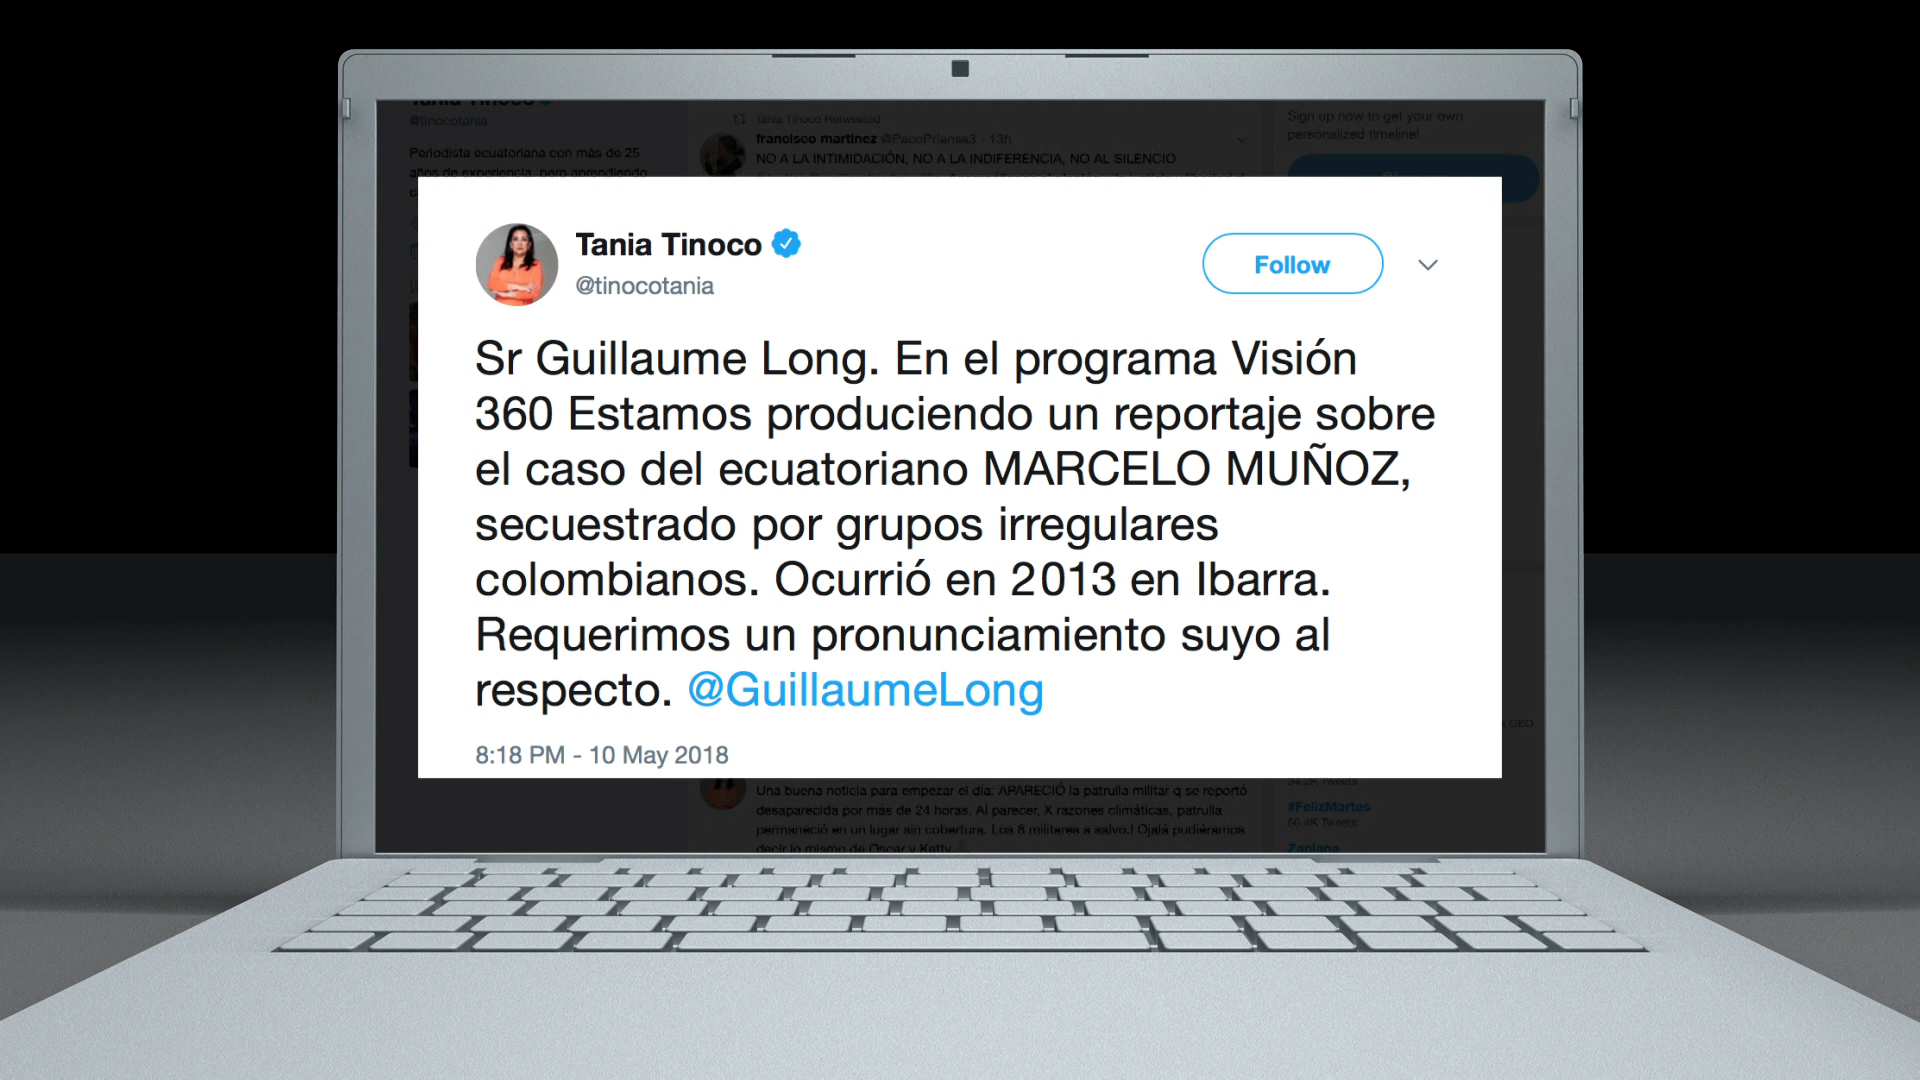 @tinocotania
Periodista ecuatoriana con más de 25
años de experiencia, pero aprendiendo
Tania Tinoco Retweeted
francisco martinez @PacoPriansa3 · 13h
NO A LA INTIMIDACIÓN, NO A LA INDIFERENCIA, NO AL SILENCIO
Sign up now to get your own
personalized timeline!
Tania Tinoco
@tinocotania
Follow
Sr Guillaume Long. En el programa Visión
360 Estamos produciendo un reportaje sobre
el caso del ecuatoriano MARCELO MUÑOZ,
secuestrado por grupos irregulares
colombianos. Ocurrió en 2013 en Ibarra.
Requerimos un pronunciamiento suyo al
respecto. @GuillaumeLong
8:18 PM - 10 May 2018
Una buena noticia para empezar el día: APARECIÓ la patrulla militar q se reportó
desaparecida por más de 24 horas. Al parecer, X razones climáticas, patrulla
permaneció en un lugar sin cobertura. Los 8 militares a salvo.! Ojalá pudiéramos
decir lo mismo de Oscar y Katty
#FelizMartes
56.4K Tweets